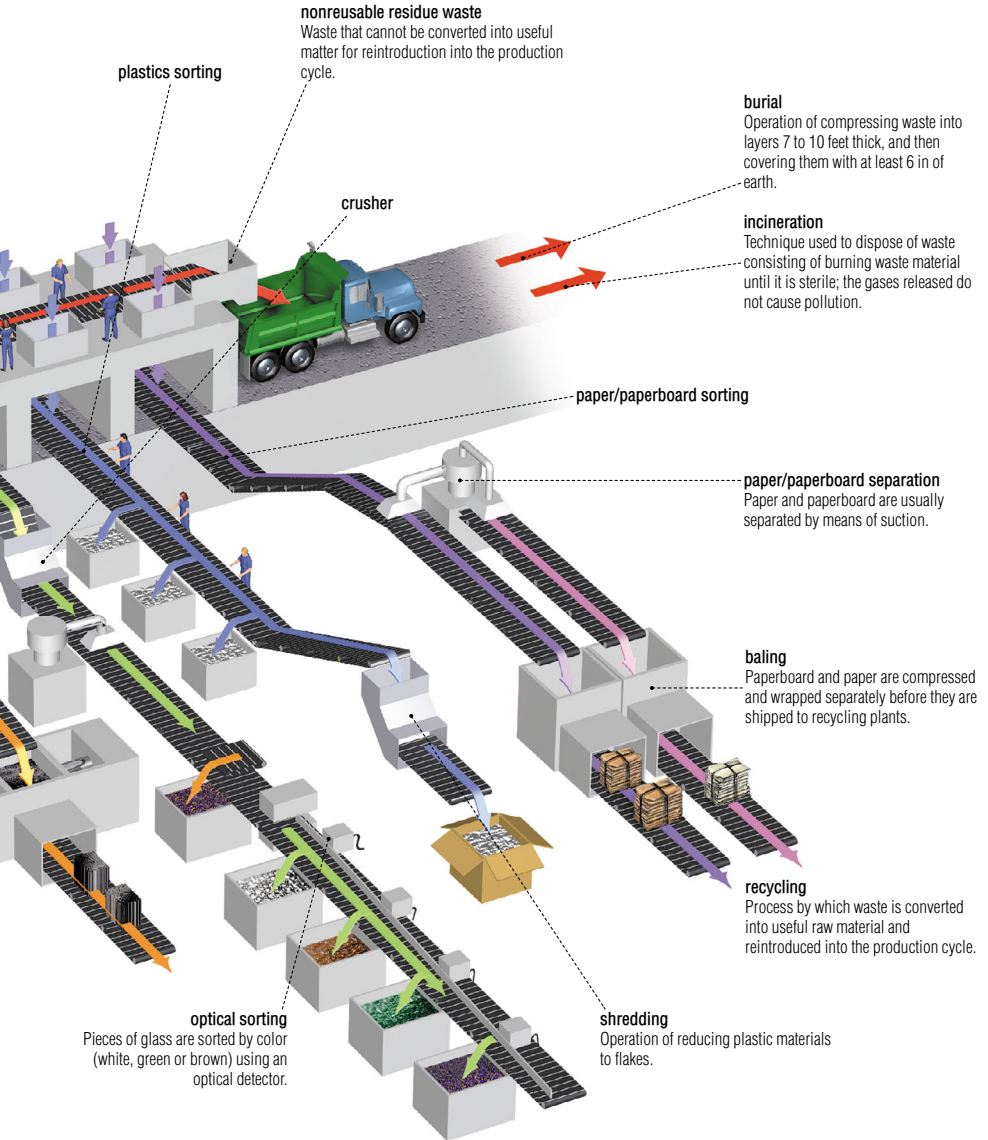 nonreusable residue waste
Waste that cannot be converted into useful
matter for reintroduction into the production
cycle.
plastics sorting
burial
Operation of compressing waste into
layers 7 to 10 feet thick, and then
covering them with at least 6 in of
earth.
crusher
incineration
Technique used to dispose of waste
consisting of burning waste material
until it is sterile; the gases released do
not cause pollution.
paper/paperboard sorting
paper/paperboard separation
Paper and paperboard are usually
separated by means of suction.
baling
Paperboard and paper are compressed
and wrapped separately before they are
shipped to recycling plants.
recycling
Process by which waste is converted
into useful raw material and
reintroduced into the production cycle.
optical sorting
Pieces of glass are sorted by color
(white, green or brown) using an
optical detector.
shredding
Operation of reducing plastic materials
to flakes.